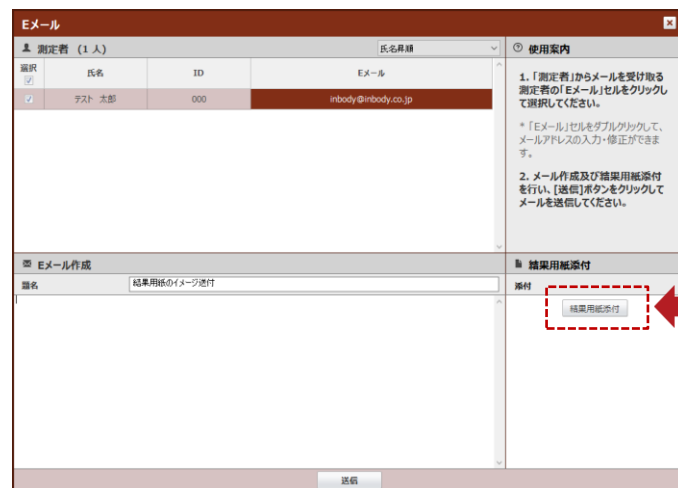 Eメール
測定者 (1 人)
氏名昇順
使用案内
選択
氏名
ID
Eメール
テスト 太郎
000
inbody@inbody.co.jp
1. 「測定者」からメールを受け取る
測定者の「Eメール」セルをクリックし
て選択してください。
* 「Eメール」セルをダブルクリックして、
メールアドレスの入力・修正ができま
す。
2. メール作成及び結果用紙添付
を行い、[送信]ボタンをクリックして
メールを送信してください。
Eメール作成
結果用紙添付
題名
結果用紙のイメージ送付
添付
結果用紙添付
送信